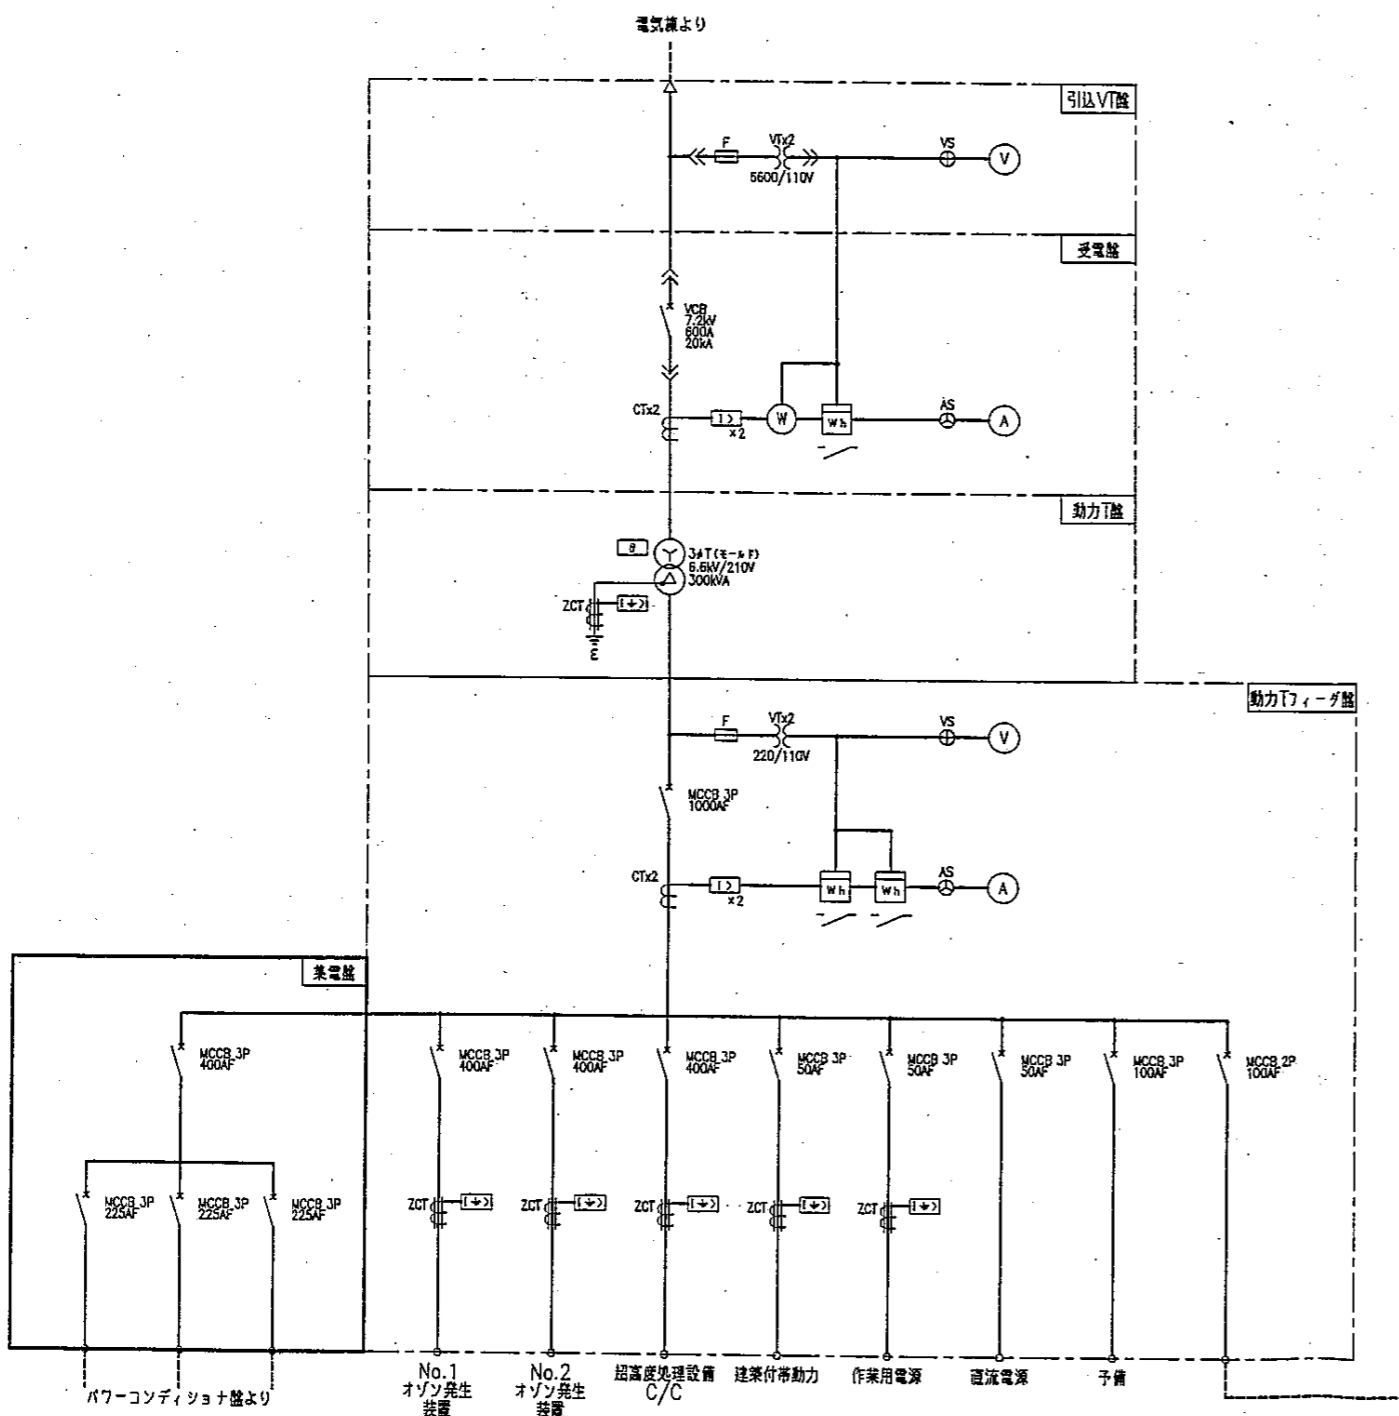 電気棟より
引込VT盤
F
VTx2
6600/110V
VS
V
受電盤
VCB
7.2kV
600A
20kA
CTx2
I>
x2
W
Wh
AS
A
動力T盤
θ
3φT(モールド)
6.6kV/210V
300kVA
ZCT
E
動力Tフィーダ盤
F
VTx2
220/110V
VS
V
MCCB 3P
1000AF
CTx2
I>
x2
Wh
Wh
AS
A
集電盤
MCCB 3P
400AF
MCCB 3P
400AF
MCCB 3P
400AF
MCCB 3P
400AF
MCCB 3P
50AF
MCCB 3P
50AF
MCCB 3P
50AF
MCCB 3P
100AF
MCCB 2P
100AF
MCCB 3P
225AF
MCCB 3P
225AF
MCCB 3P
225AF
ZCT
ZCT
ZCT
ZCT
ZCT
パワーコンディショナ盤より
No.1
オゾン発生
装置
No.2
オゾン発生
装置
超高度処理設備
C/C
建築付帯動力
作業用電源
直流電源
予備